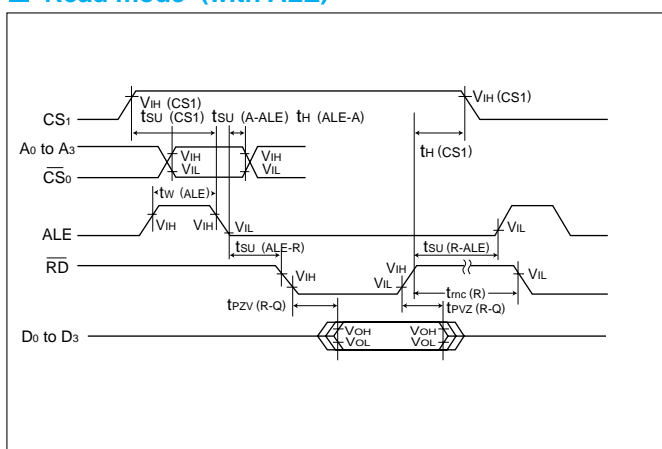 Read mode (with ALE)
VIH (CS1)
VIH (CS1)
CS1
tSU (CS1) tSU (A-ALE) tH (ALE-A)
A0 to A3
VIH
VIH
tH (CS1)
CS0
VIL
VIL
tW (ALE)
ALE
VIH
VIH
VIL
VIL
tSU (ALE-R)
tSU (R-ALE)
RD
VIH
VIH
VIL
VIL
trnc (R)
tPZV (R-Q)
tPVZ (R-Q)
D0 to D3
VOH
VOH
VOL
VOL